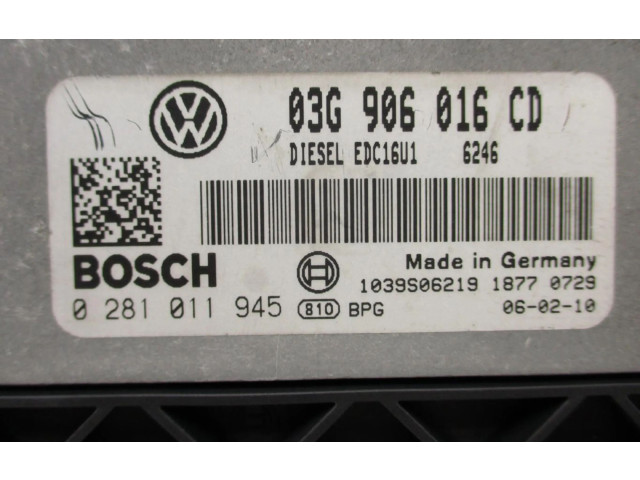 03G 906 016 CD
DIESEL EDC16U1 6246
BOSCH
Made in Germany
1039S06219 1877 0729
0 281 011 945 810 BPG 06-02-10